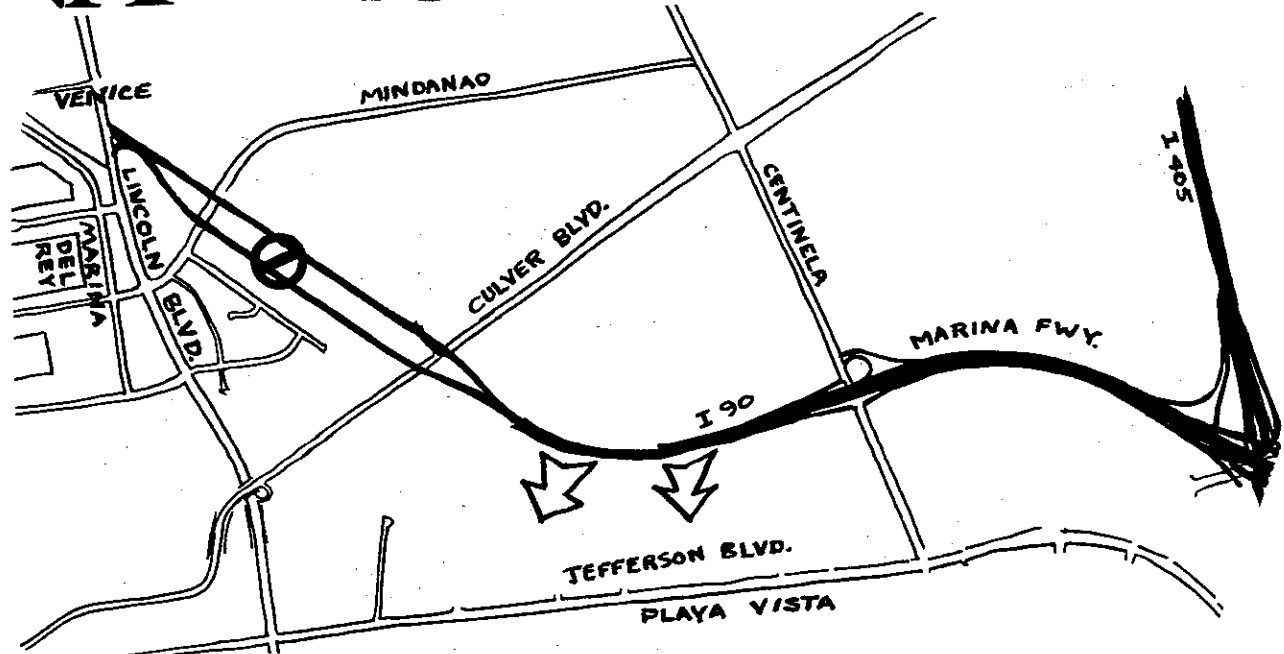 VENICE
MINDANAO
I 405
LINCOLN
BLVD.
MARINA
DEL
REY
CULVER BLVD.
CENTINELA
MARINA FWY.
I 90
JEFFERSON BLVD.
PLAYA VISTA